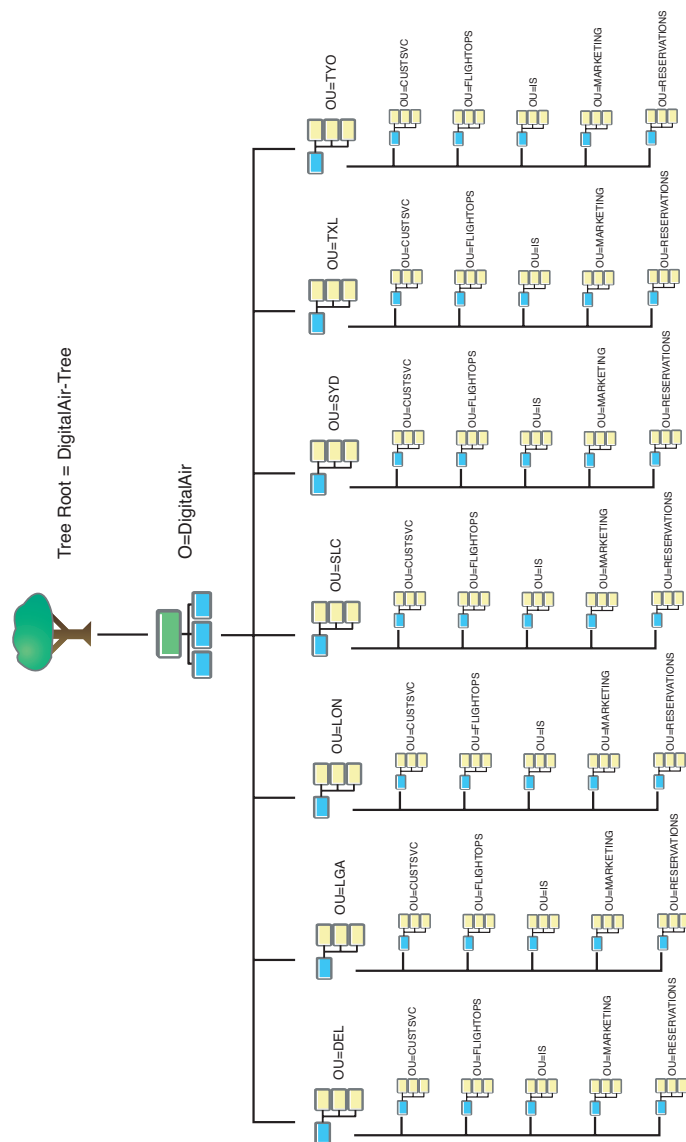 Tree Root = DigitalAir-Tree
O=DigitalAir
OU=DEL
OU=CUSTSVC
OU=FLIGHTOPS
OU=IS
OU=MARKETING
OU=RESERVATIONS
OU=LGA
OU=CUSTSVC
OU=FLIGHTOPS
OU=IS
OU=MARKETING
OU=RESERVATIONS
OU=LON
OU=CUSTSVC
OU=FLIGHTOPS
OU=IS
OU=MARKETING
OU=RESERVATIONS
OU=SLC
OU=CUSTSVC
OU=FLIGHTOPS
OU=IS
OU=MARKETING
OU=RESERVATIONS
OU=SYD
OU=CUSTSVC
OU=FLIGHTOPS
OU=IS
OU=MARKETING
OU=RESERVATIONS
OU=TXL
OU=CUSTSVC
OU=FLIGHTOPS
OU=IS
OU=MARKETING
OU=RESERVATIONS
OU=TYO
OU=CUSTSVC
OU=FLIGHTOPS
OU=IS
OU=MARKETING
OU=RESERVATIONS